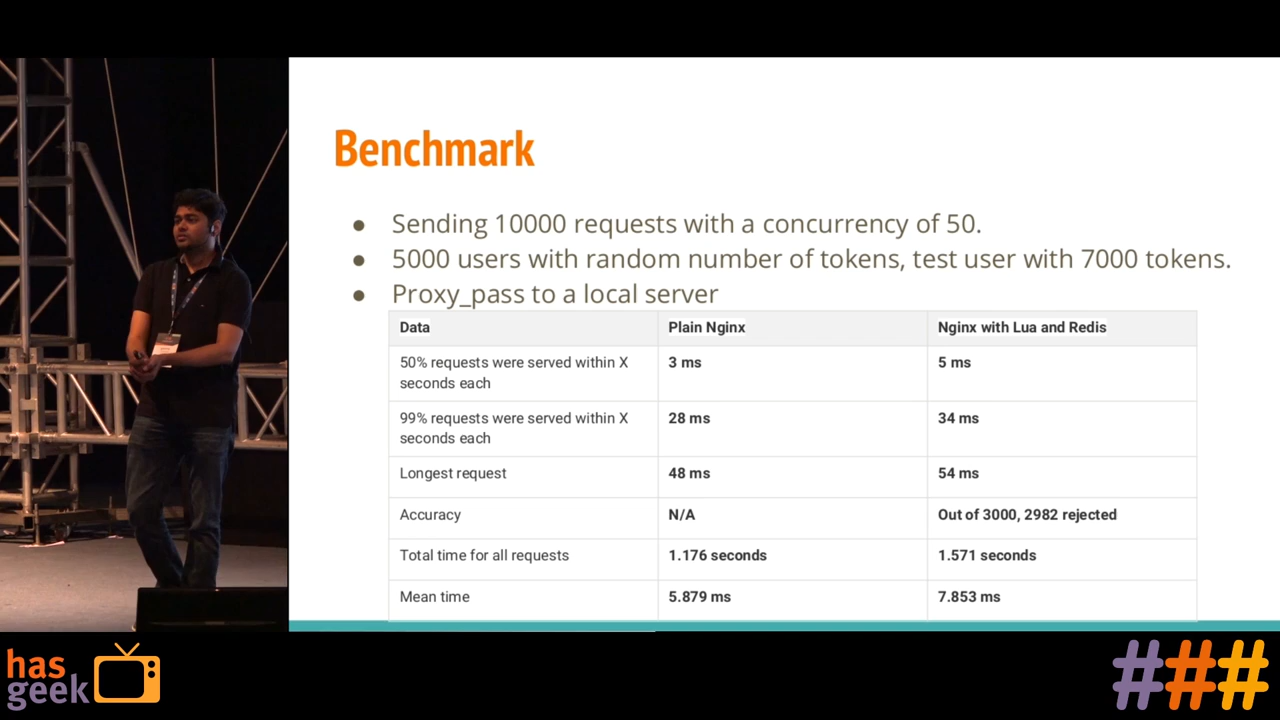 Benchmark
● Sending 10000 requests with a concurrency of 50.
● 5000 users with random number of tokens, test user with 7000 tokens.
● Proxy_pass to a local server
Data Plain Nginx Nginx with Lua and Redis
50% requests were served within X 3 ms 5 ms
seconds each
99% requests were served within X 28 ms 34 ms
seconds each
Longest request 48 ms 54 ms
Accuracy N/A Out of 3000, 2982 rejected
Total time for all requests 1.176 seconds 1.571 seconds
Mean time 5.879 ms 7.853 ms
has
geek
###